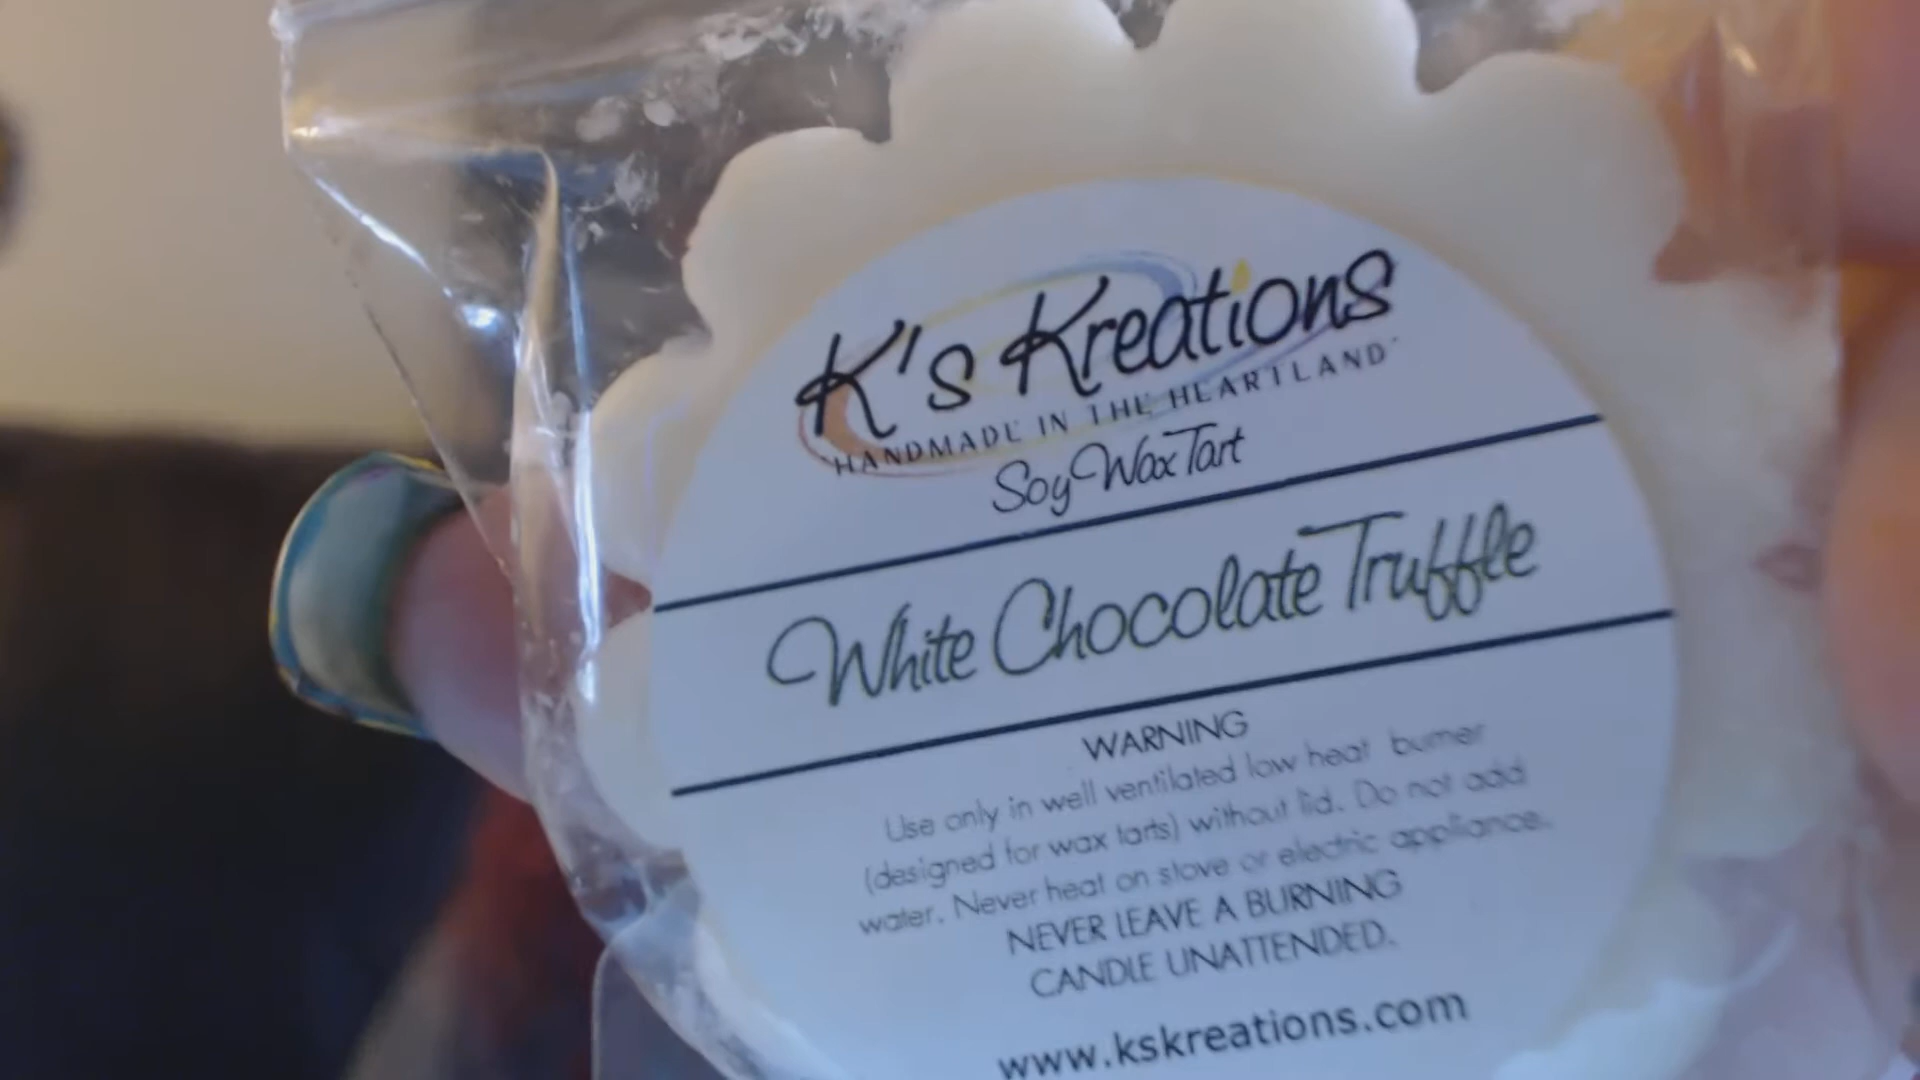 K's Kreations
"HANDMADE IN THE HEARTLAND"
Soy Wax Tart
White Chocolate Truffle
WARNING
Use only in well ventilated low heat burner
(designed for wax tarts) without lid. Do not add
water. Never heat on stove or electric appliance.
NEVER LEAVE A BURNING
CANDLE UNATTENDED.
www.kskreations.com